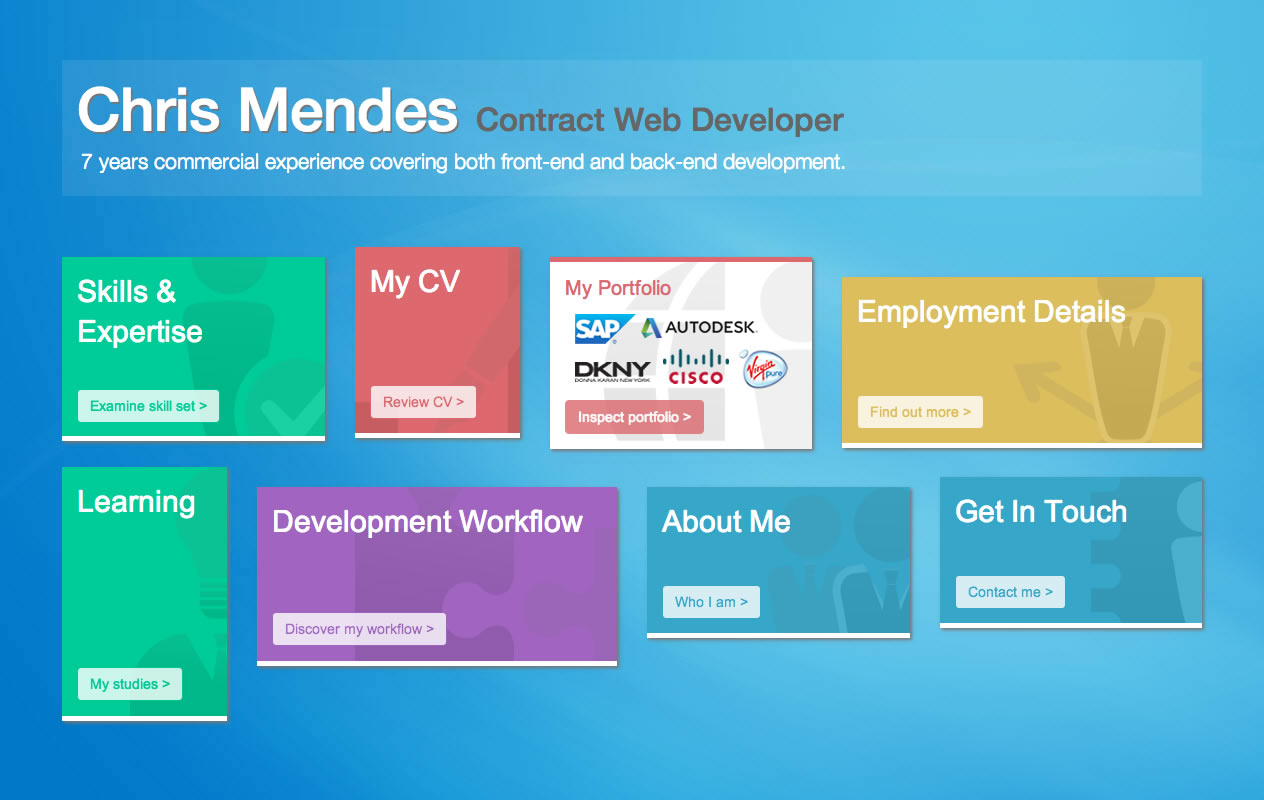 Chris Mendes Contract Web Developer
7 years commercial experience covering both front-end and back-end development.
Skills &
Expertise
Examine skill set >
My CV
Review CV >
My Portfolio
SAP AUTODESK
DKNY
DONNA KARAN NEW YORK
CISCO
Virgin
pure
Inspect portfolio >
Employment Details
Find out more >
Learning
My studies >
Development Workflow
Discover my workflow >
About Me
Who I am >
Get In Touch
Contact me >